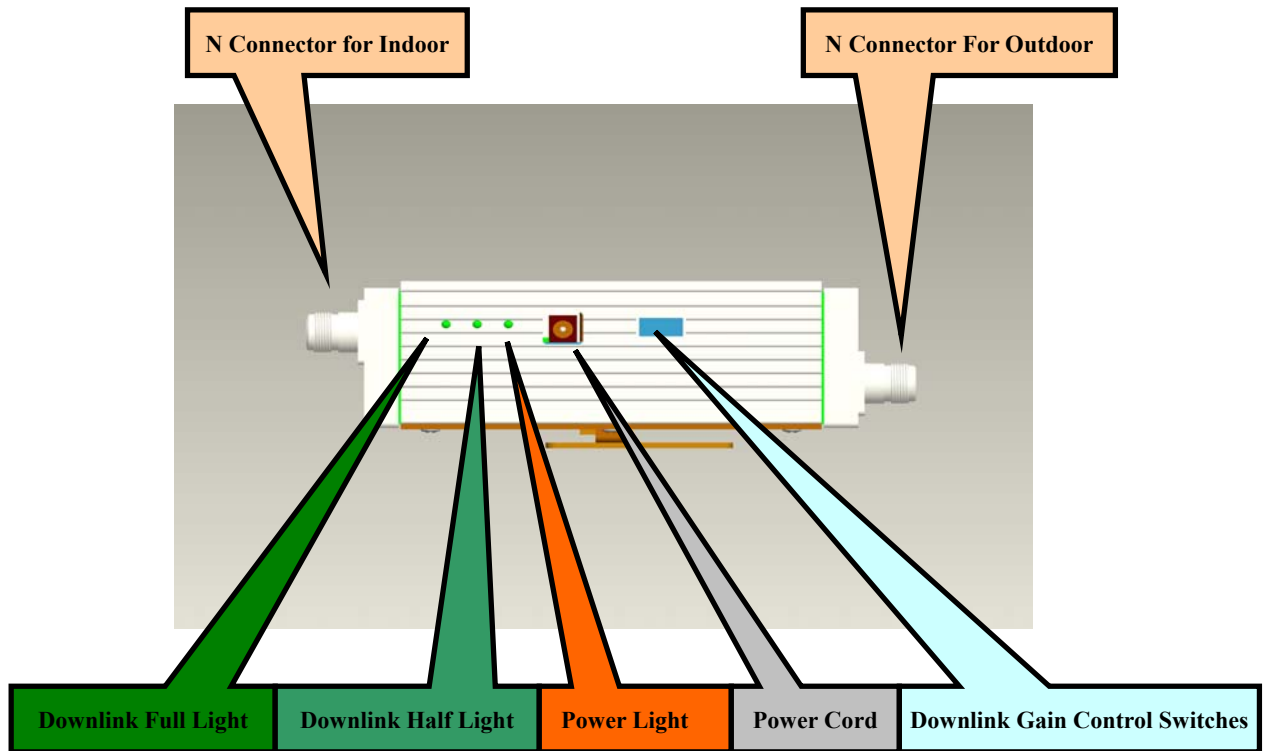 N Connector for Indoor
N Connector For Outdoor
Downlink Full Light
Downlink Half Light
Power Light
Power Cord
Downlink Gain Control Switches